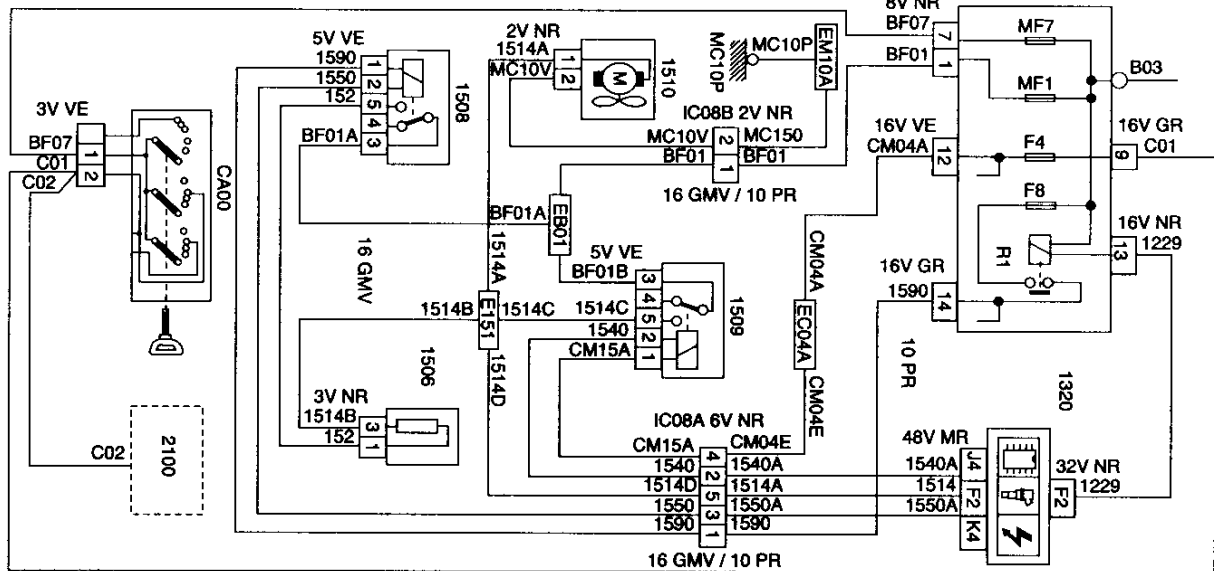 8V NR
BF07
7
MF7
BF01
1
B03
MF1
16V VE
CM04A
12
F4
16V GR
C01
9
F8
16V NR
1229
13
R1
16V GR
1590
14
5V VE
1590
1
1550
2
152
5
4
BF01A
3
1508
2V NR
1514A
1
MC10V
2
M
1510
MC10P
MC10P
EM10A
IC08B 2V NR
MC10V
2
MC150
BF01
1
BF01
16 GMV / 10 PR
3V VE
BF07
1
C01
2
C02
CA00
BF01A
EB01
16 GMV
1514A
5V VE
BF01B
3
4
1514C
5
1540
2
CM15A
1
1509
1514B
E151
1514C
1514D
CM04A
EC04A
CM04E
10 PR
1506
3V NR
1514B
3
152
1
C02
2100
IC08A 6V NR
CM15A
4
CM04E
1540
2
1540A
1514D
5
1514A
1550
3
1550A
1590
1
1590
16 GMV / 10 PR
1320
48V MR
1540A
J4
1514
F2
1550A
K4
32V NR
1229
F2